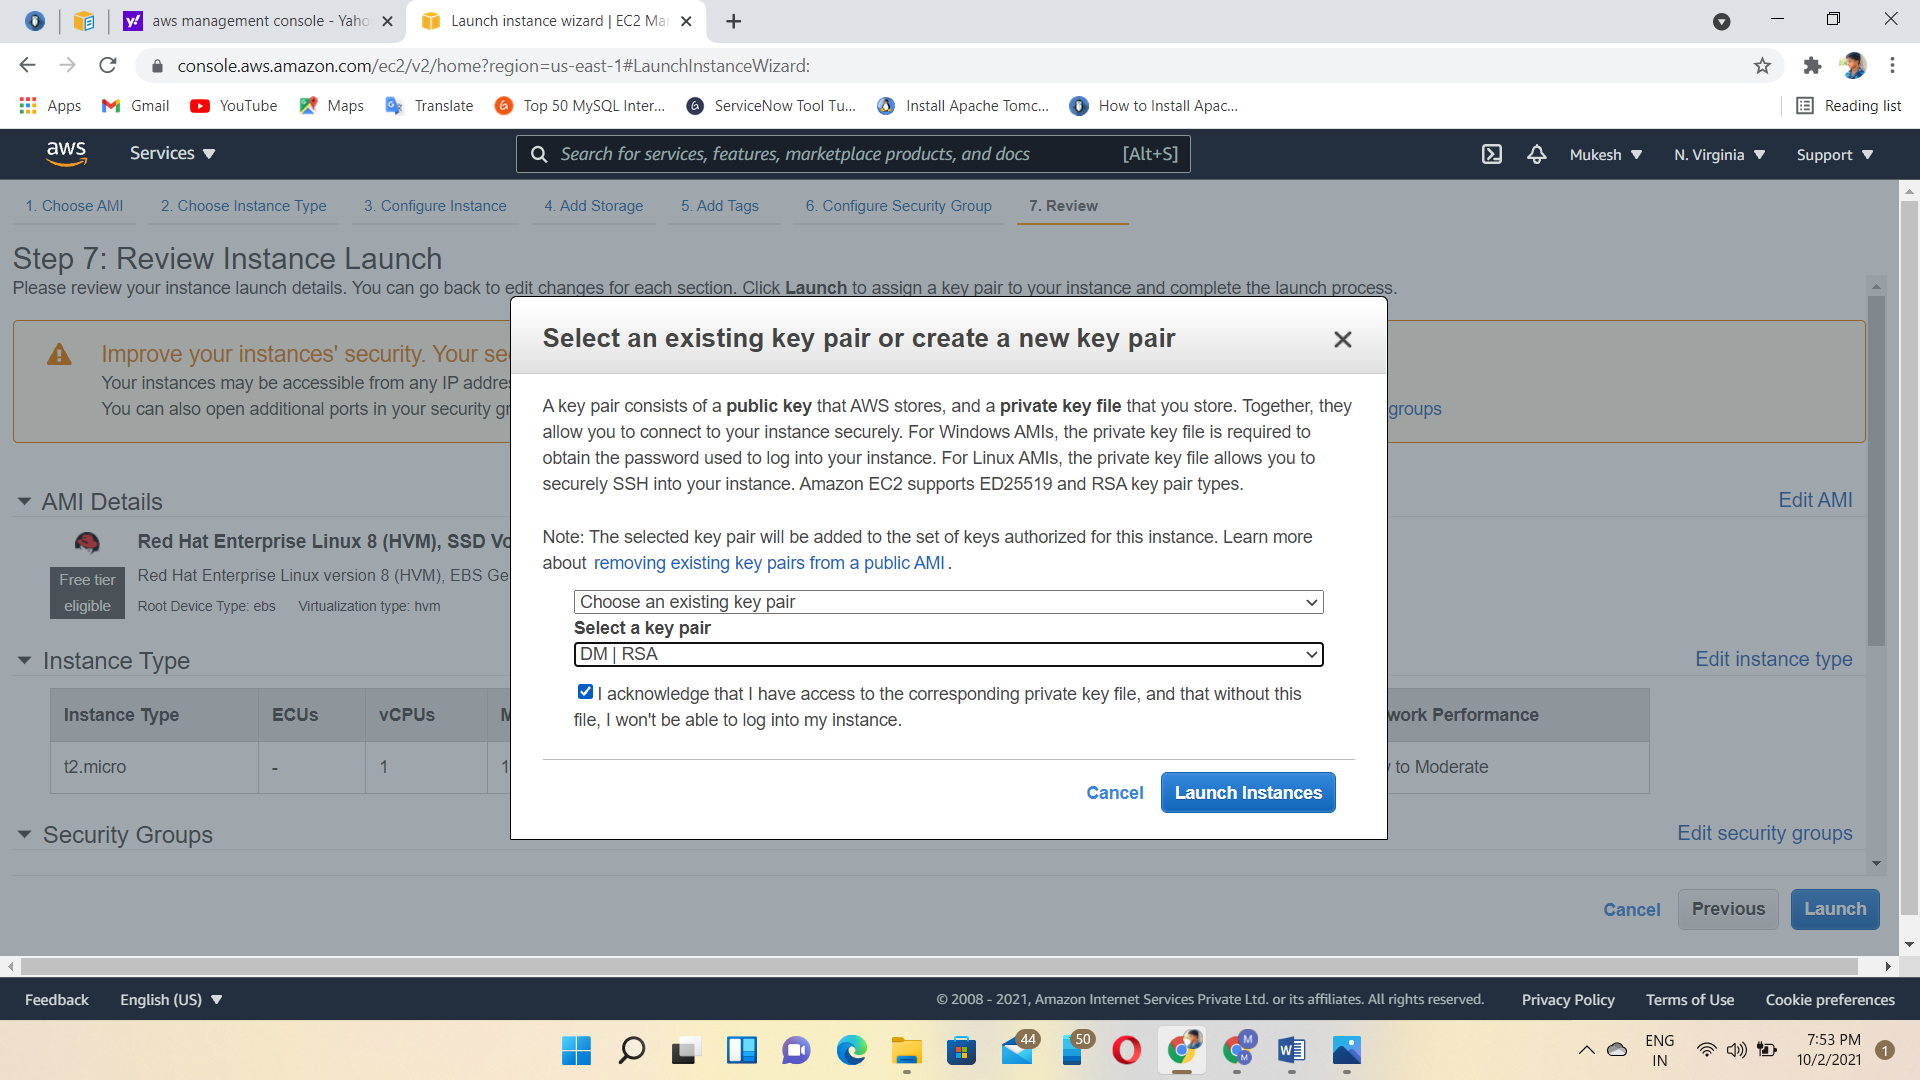 aws management console - Yaho
Launch instance wizard | EC2 Ma
console.aws.amazon.com/ec2/v2/home?region=us-east-1#LaunchInstanceWizard:
Apps
Gmail
YouTube
Maps
Translate
Top 50 MySQL Inter...
ServiceNow Tool Tu...
Install Apache Tomc...
How to Install Apac...
Reading list
aws
Services
Search for services, features, marketplace products, and docs
[Alt+S]
Mukesh
N. Virginia
Support
1. Choose AMI
2. Choose Instance Type
3. Configure Instance
4. Add Storage
5. Add Tags
6. Configure Security Group
7. Review
Step 7: Review Instance Launch
Please review your instance launch details. You can go back to edit changes for each section. Click Launch to assign a key pair to your instance and complete the launch process.
Improve your instances' security. Your se
Your instances may be accessible from any IP addre
You can also open additional ports in your security gr
groups
AMI Details
Edit AMI
Red Hat Enterprise Linux 8 (HVM), SSD Vo
Free tier
eligible
Red Hat Enterprise Linux version 8 (HVM), EBS Ge
Root Device Type: ebs
Virtualization type: hvm
Instance Type
Edit instance type
Instance Type
ECUs
vCPUs
M
work Performance
t2.micro
-
1
1
to Moderate
Security Groups
Edit security groups
Select an existing key pair or create a new key pair
A key pair consists of a public key that AWS stores, and a private key file that you store. Together, they
allow you to connect to your instance securely. For Windows AMIs, the private key file is required to
obtain the password used to log into your instance. For Linux AMIs, the private key file allows you to
securely SSH into your instance. Amazon EC2 supports ED25519 and RSA key pair types.
Note: The selected key pair will be added to the set of keys authorized for this instance. Learn more
about removing existing key pairs from a public AMI .
Choose an existing key pair
Select a key pair
DM | RSA
I acknowledge that I have access to the corresponding private key file, and that without this
file, I won't be able to log into my instance.
Cancel
Launch Instances
Cancel
Previous
Launch
Feedback
English (US)
© 2008 - 2021, Amazon Internet Services Private Ltd. or its affiliates. All rights reserved.
Privacy Policy
Terms of Use
Cookie preferences
44
50
M
M
ENG
IN
7:53 PM
10/2/2021
1